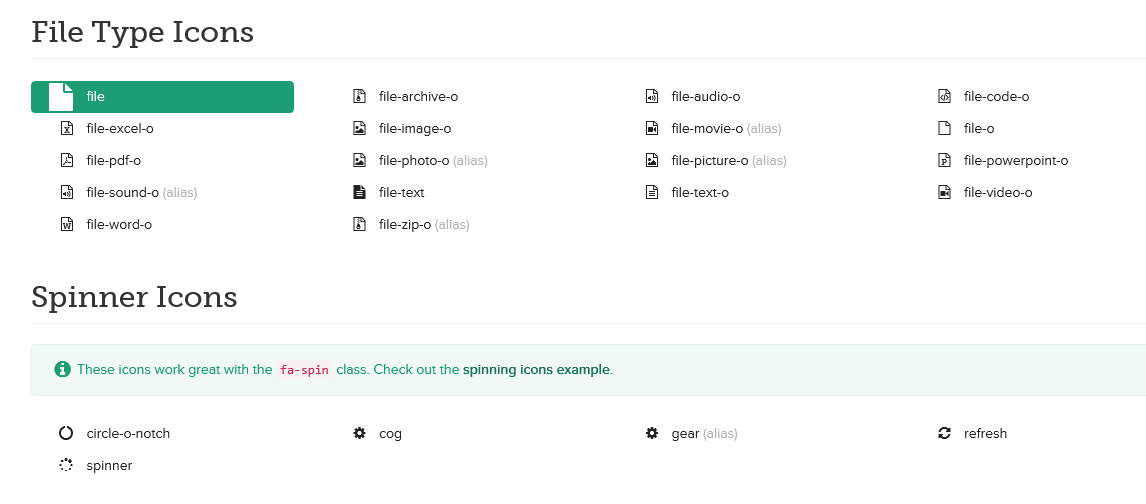 File Type Icons
file file-archive-o file-audio-o file-code-o
file-excel-o file-image-o file-movie-o (alias) file-o
file-pdf-o file-photo-o (alias) file-picture-o (alias) file-powerpoint-o
file-sound-o (alias) file-text file-text-o file-video-o
file-word-o file-zip-o (alias)
Spinner Icons
These icons work great with the fa-spin class. Check out the spinning icons example.
circle-o-notch cog gear (alias) refresh
spinner